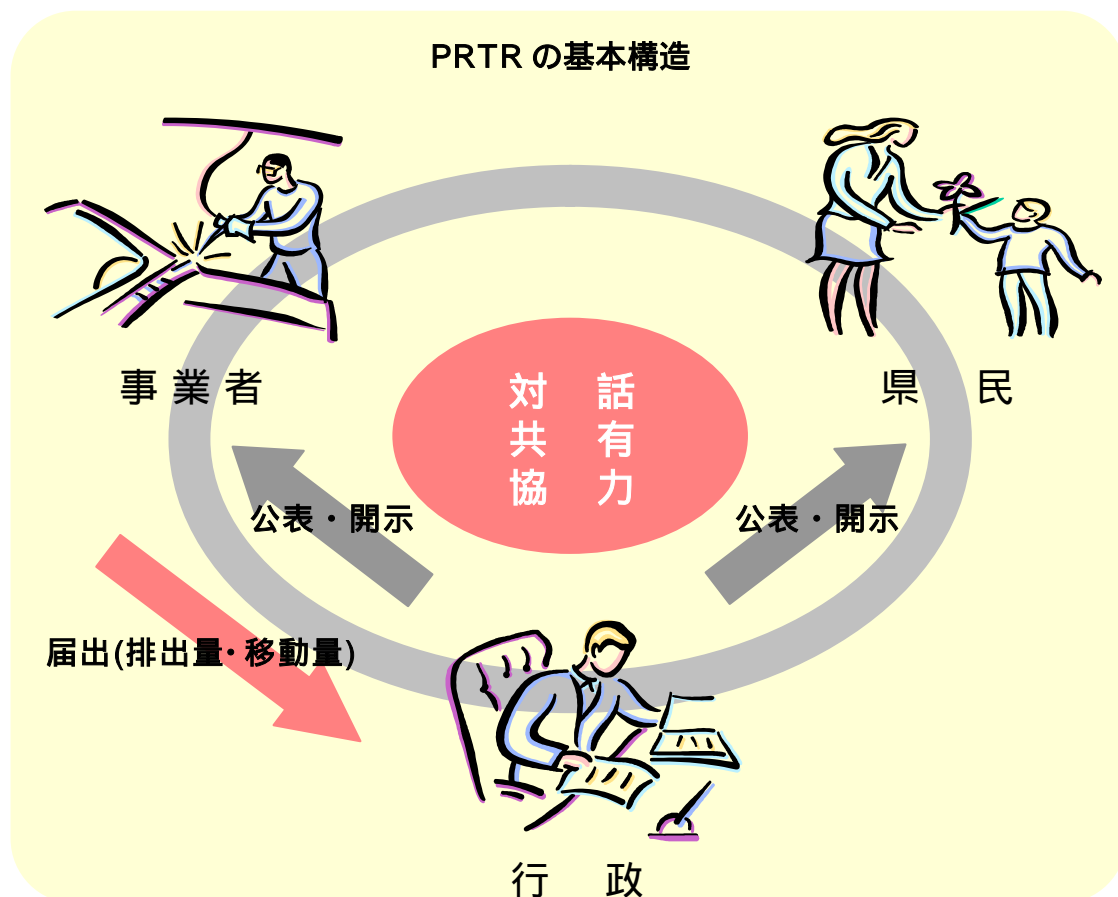 PRTR の基本構造
事業者
県民
対話
共有
協力
公表・開示
公表・開示
届出(排出量・移動量)
行政